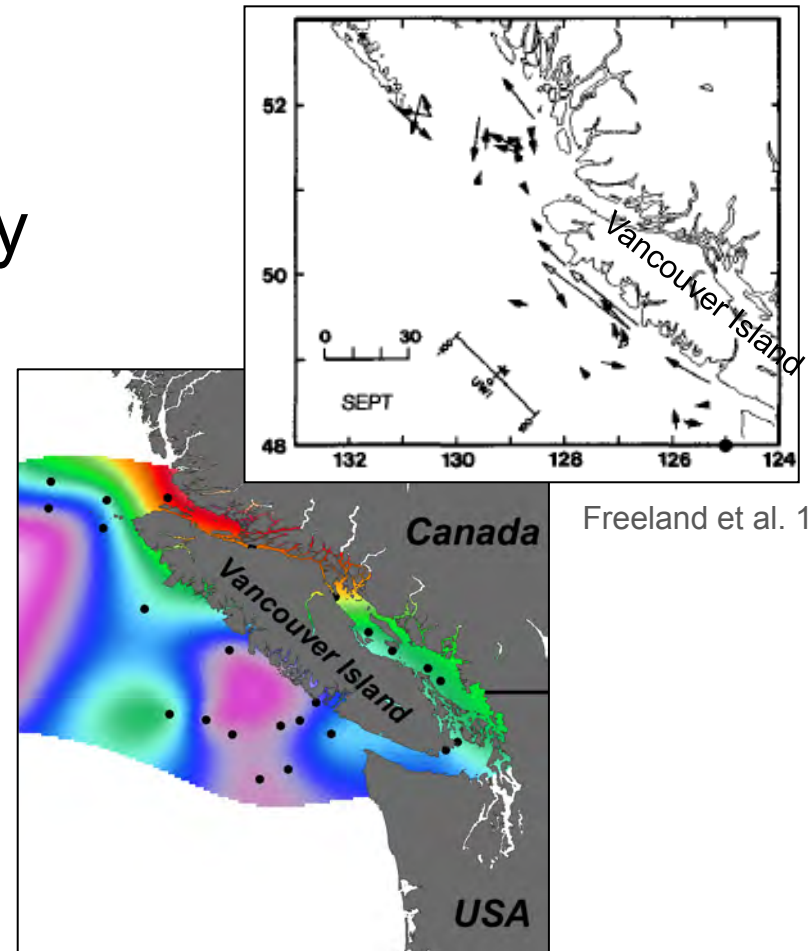 y
52
50
48
132
130
128
126
124
0 30
SEPT
Vancouver Island
Freeland et al. 1
Canada
Vancouver Island
USA